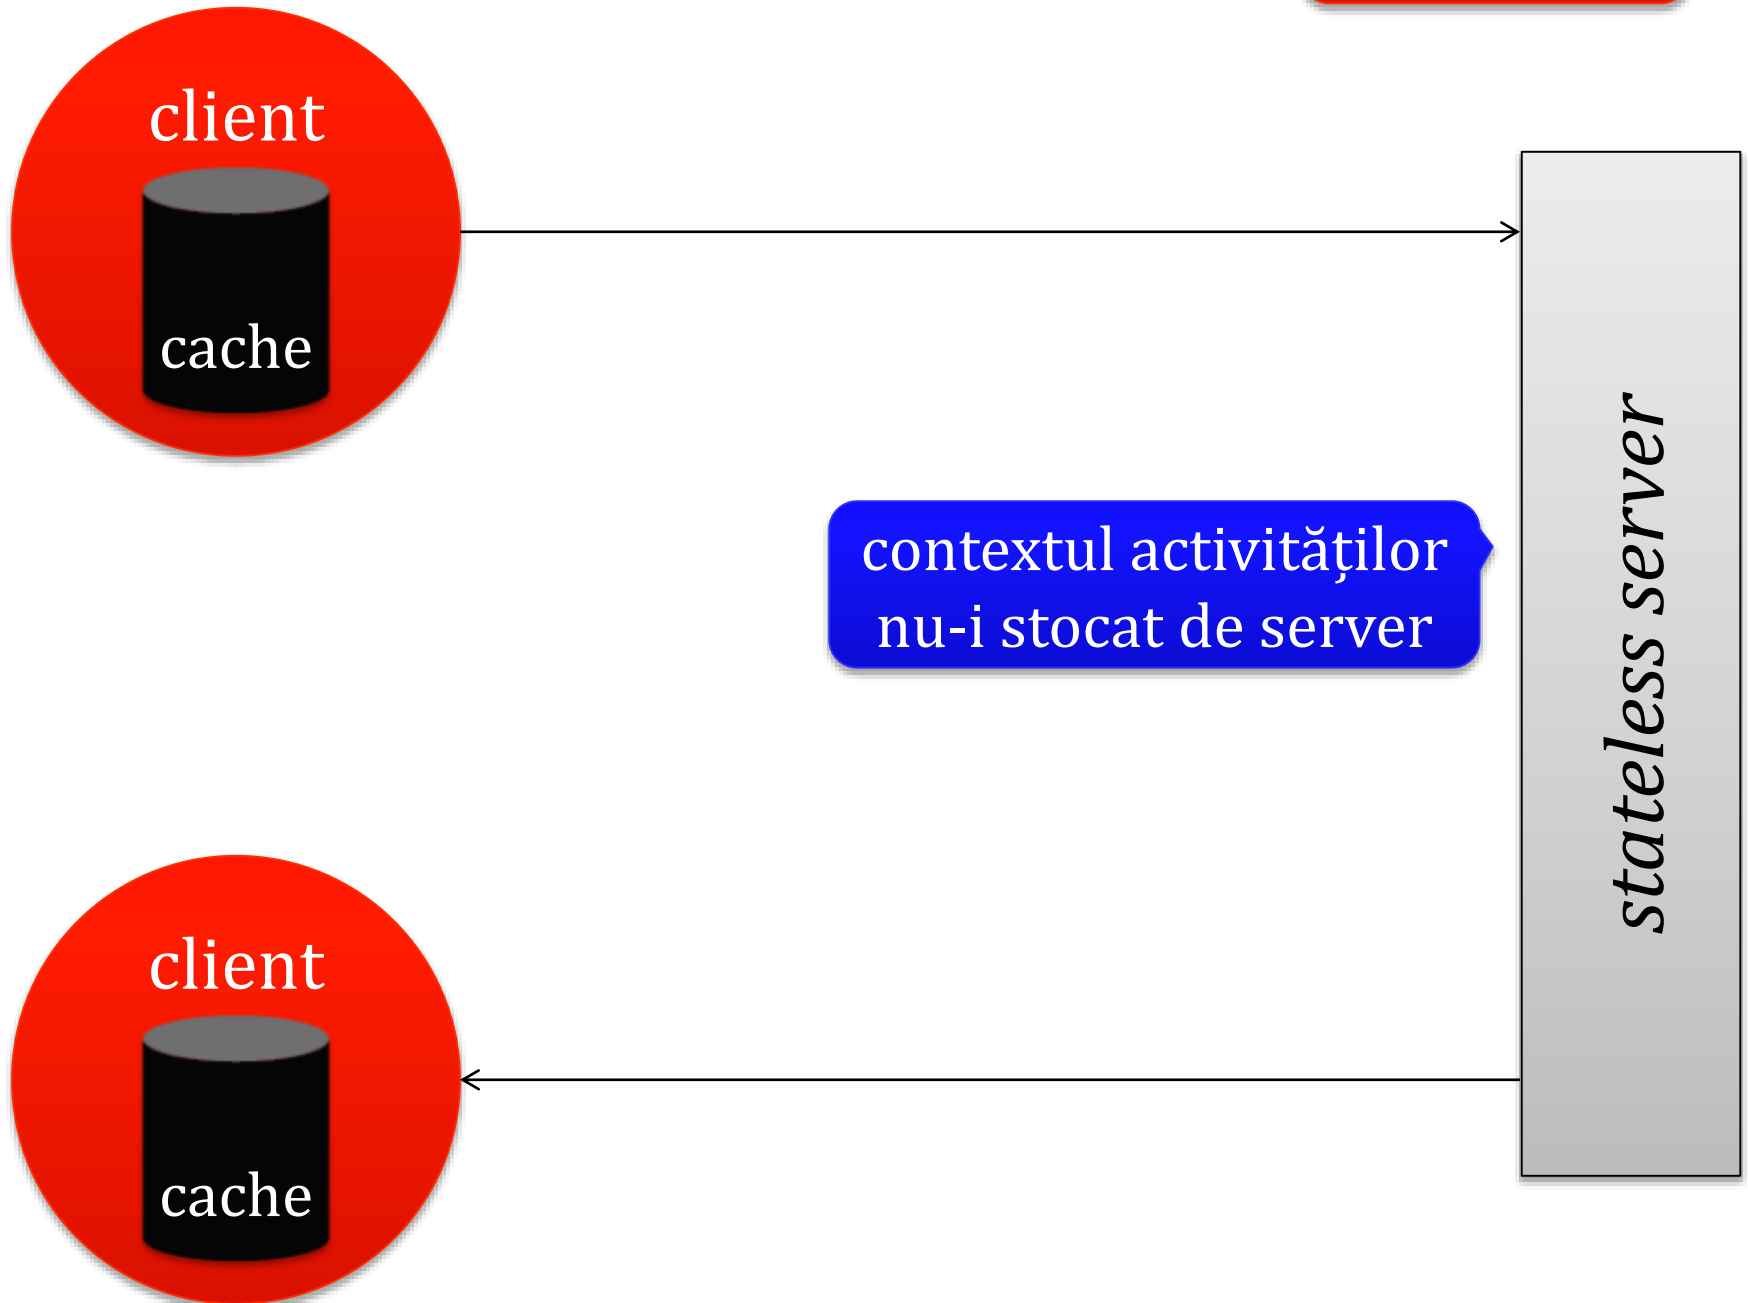 client
cache
contextul activităților
nu-i stocat de server
stateless server
client
cache